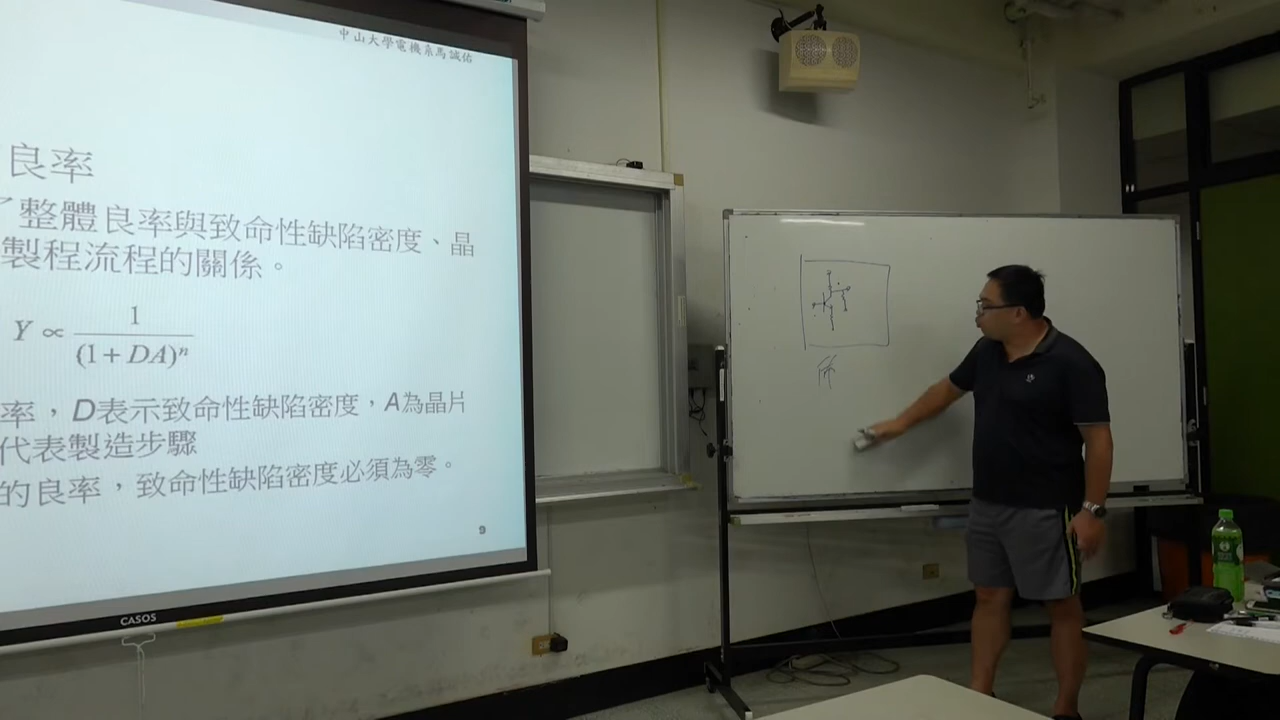 中山大學電機系馬誠佑
良率
了整體良率與致命性缺陷密度、晶
製程流程的關係。
Y ∝ 1/(1+DA)ⁿ
率，D表示致命性缺陷密度，A為晶片
代表製造步驟
的良率，致命性缺陷密度必須為零。
9
CASOS